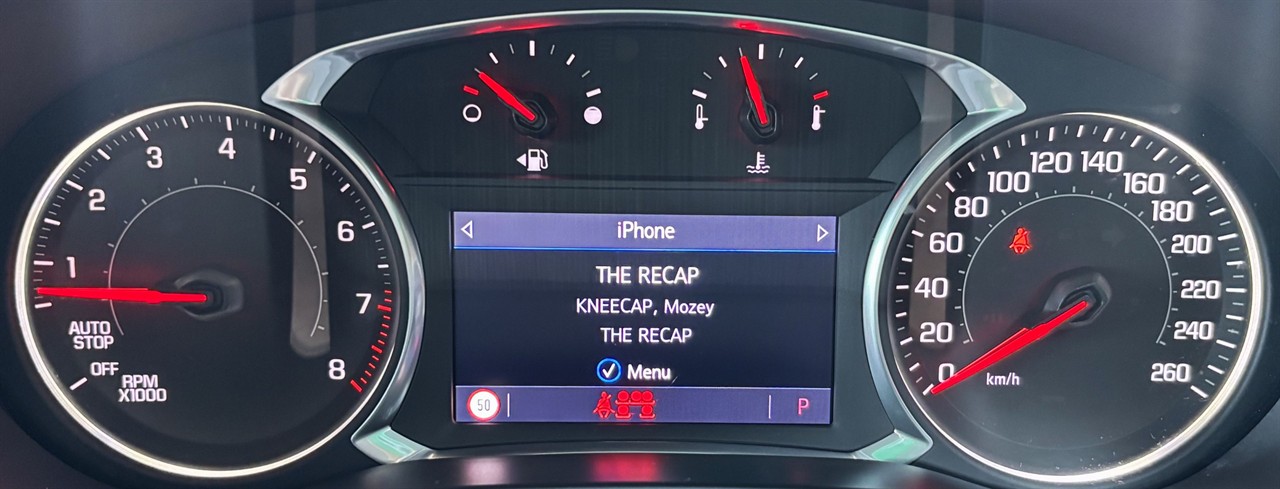 iPhone
THE RECAP
KNEECAP, Mozey
THE RECAP
Menu
50
P
1
2
3
4
5
6
7
8
AUTO
STOP
OFF
RPM
X1000
0
20
40
60
80
100
120
140
160
180
200
220
240
260
km/h